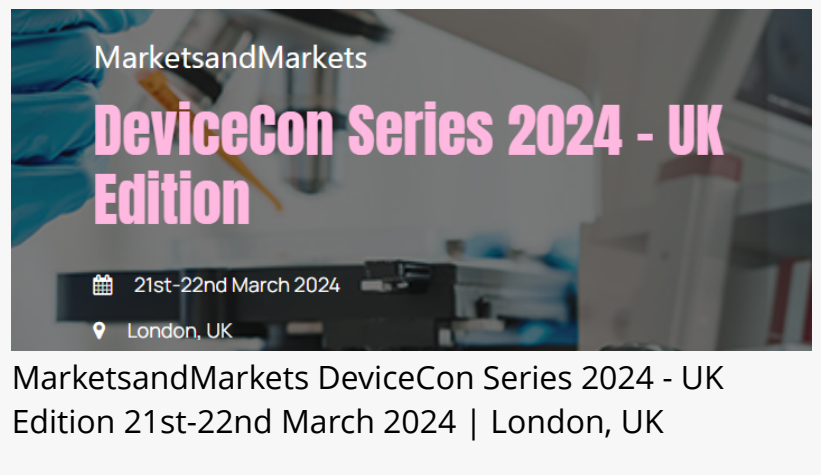 MarketsandMarkets
DeviceCon Series 2024 - UK
Edition
21st-22nd March 2024
London, UK
MarketsandMarkets DeviceCon Series 2024 - UK
Edition 21st-22nd March 2024 | London, UK